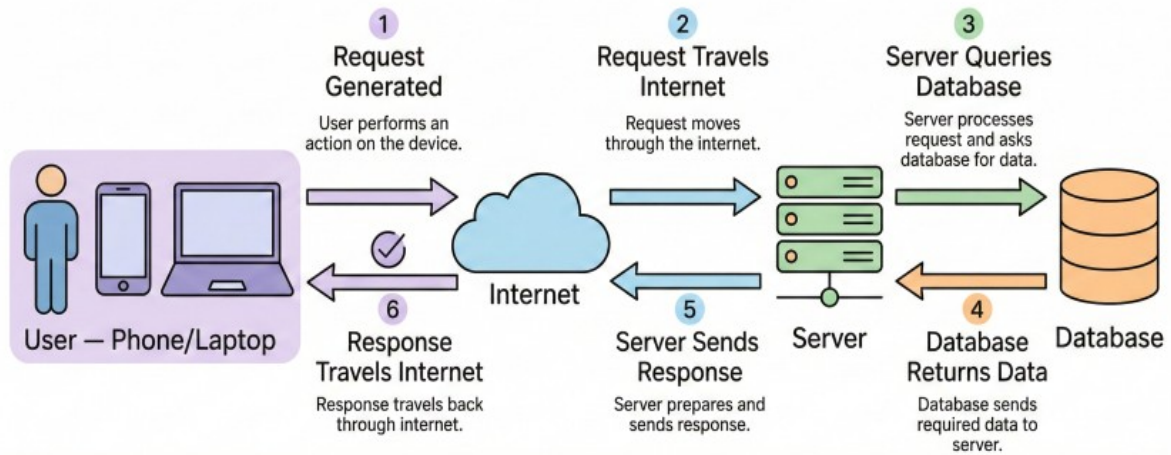 1
Request
Generated
User performs an
action on the device.
2
Request Travels
Internet
Request moves
through the internet.
3
Server Queries
Database
Server processes
request and asks
database for data.
User — Phone/Laptop
Internet
Server
Database
6
Response
Travels Internet
Response travels back
through internet.
5
Server Sends
Response
Server prepares and
sends response.
4
Database
Returns Data
Database sends
required data to
server.